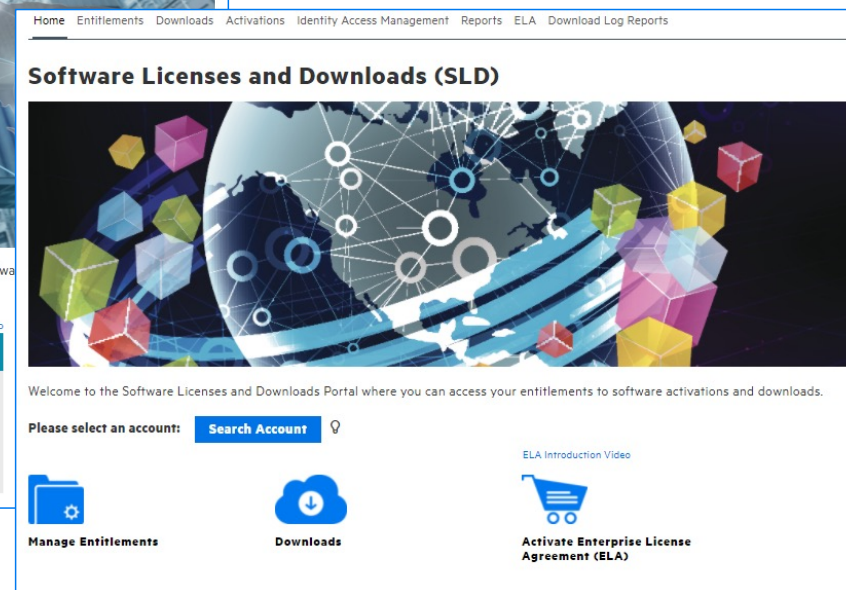 Home Entitlements Downloads Activations Identity Access Management Reports ELA Download Log Reports
Software Licenses and Downloads (SLD)
Welcome to the Software Licenses and Downloads Portal where you can access your entitlements to software activations and downloads.
Please select an account: Search Account
ELA Introduction Video
Manage Entitlements
Downloads
Activate Enterprise License
Agreement (ELA)